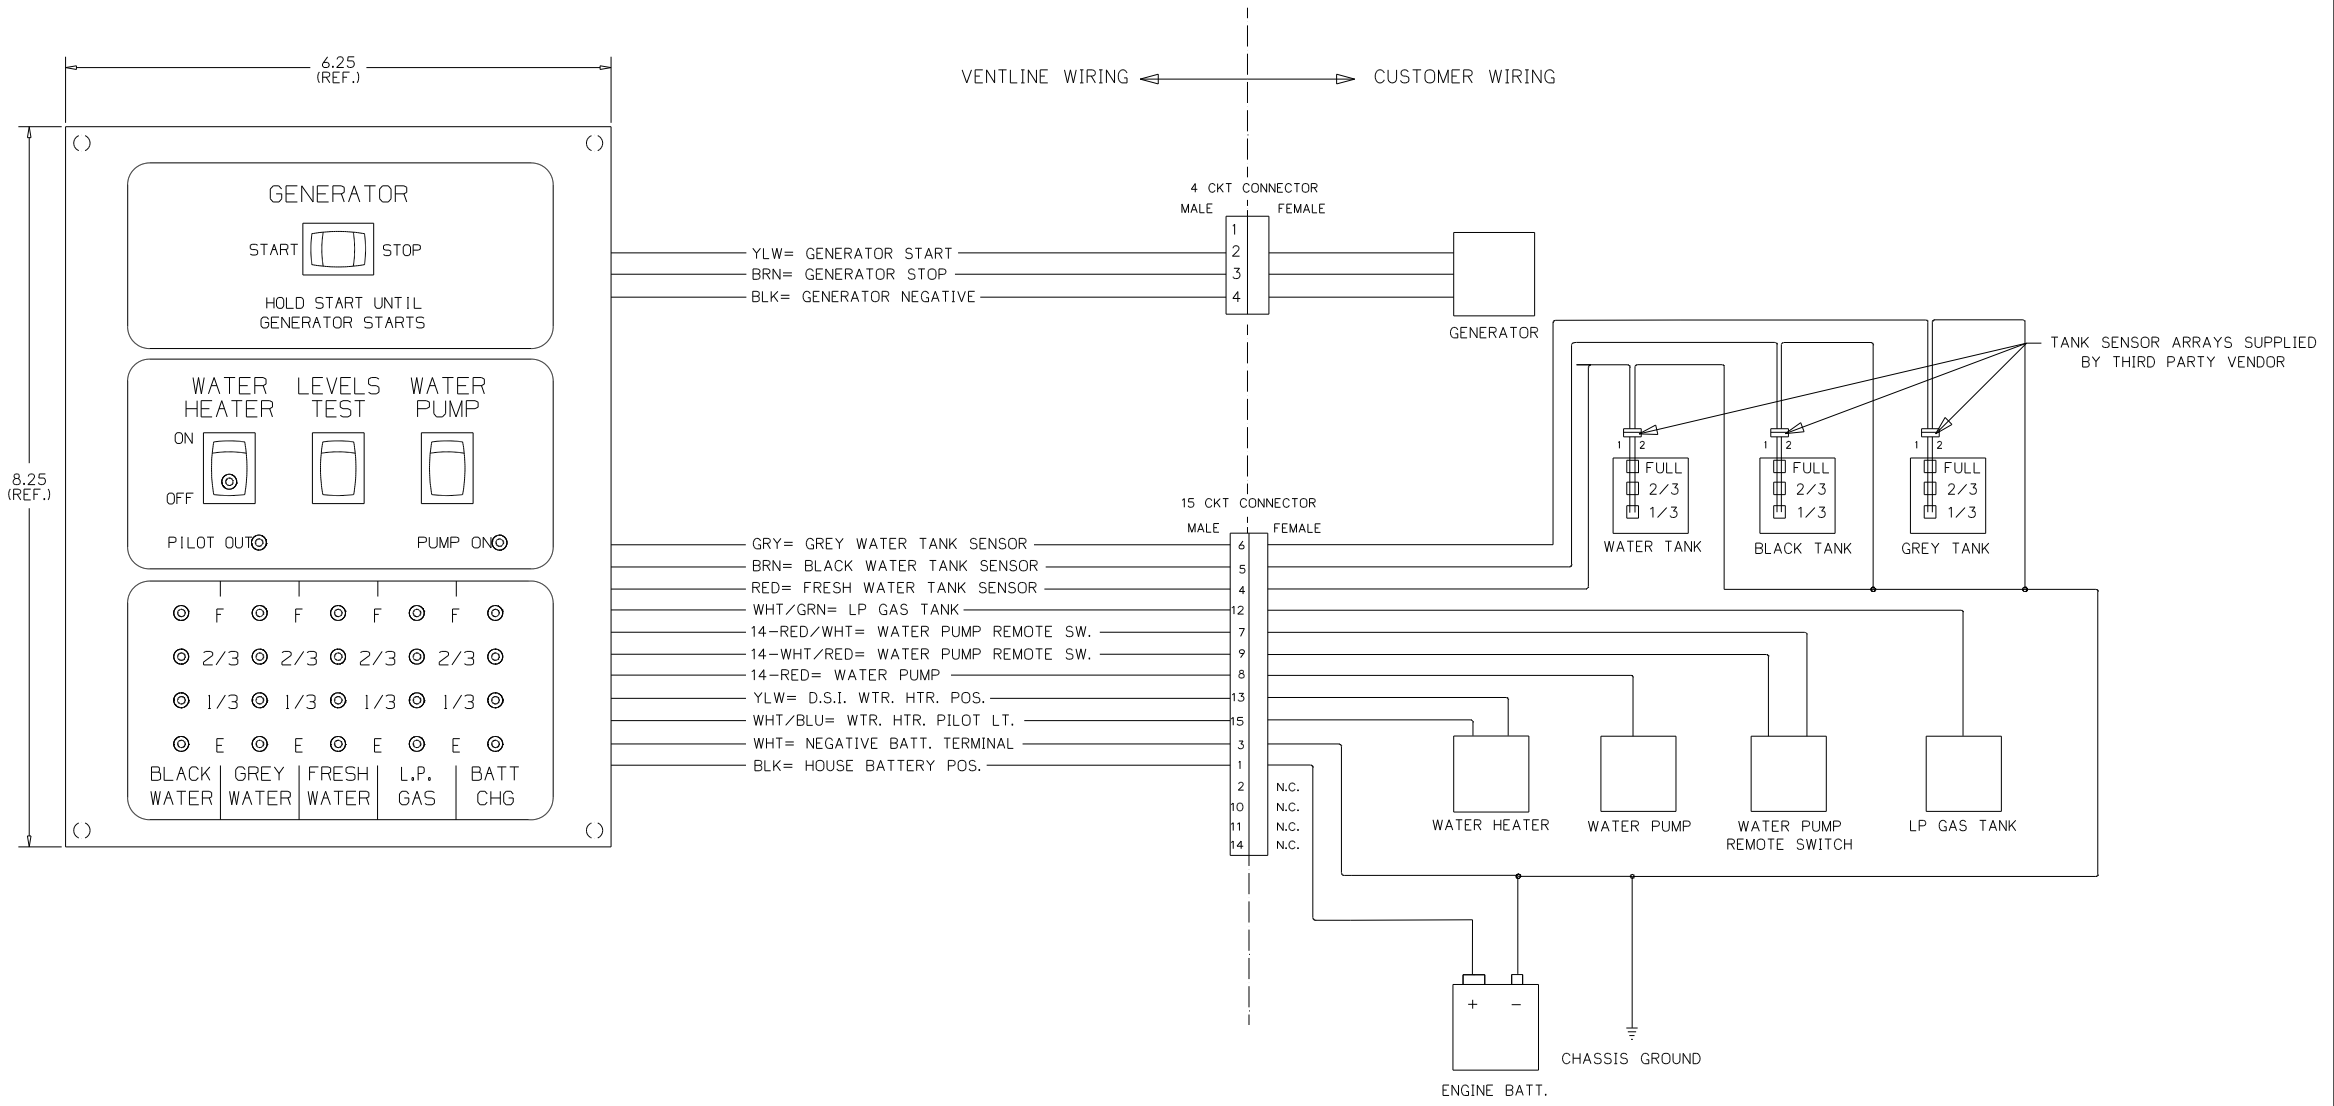 6.25
(REF.)
8.25
(REF.)
VENTLINE WIRING
CUSTOMER WIRING
GENERATOR
START
STOP
HOLD START UNTIL
GENERATOR STARTS
WATER
HEATER
LEVELS
TEST
WATER
PUMP
ON
OFF
PILOT OUT
PUMP ON
F F F F
2/3 2/3 2/3 2/3
1/3 1/3 1/3 1/3
E E E E
BLACK
WATER
GREY
WATER
FRESH
WATER
L.P.
GAS
BATT
CHG
YLW= GENERATOR START
BRN= GENERATOR STOP
BLK= GENERATOR NEGATIVE
4 CKT CONNECTOR
MALE FEMALE
1
2
3
4
GENERATOR
GRY= GREY WATER TANK SENSOR
BRN= BLACK WATER TANK SENSOR
RED= FRESH WATER TANK SENSOR
WHT/GRN= LP GAS TANK
14-RED/WHT= WATER PUMP REMOTE SW.
14-WHT/RED= WATER PUMP REMOTE SW.
14-RED= WATER PUMP
YLW= D.S.I. WTR. HTR. POS.
WHT/BLU= WTR. HTR. PILOT LT.
WHT= NEGATIVE BATT. TERMINAL
BLK= HOUSE BATTERY POS.
15 CKT CONNECTOR
MALE FEMALE
6
5
4
12
7
9
8
13
15
3
1
2 N.C.
10 N.C.
11 N.C.
14 N.C.
TANK SENSOR ARRAYS SUPPLIED
BY THIRD PARTY VENDOR
1 2
FULL
2/3
1/3
WATER TANK
1 2
FULL
2/3
1/3
BLACK TANK
1 2
FULL
2/3
1/3
GREY TANK
WATER HEATER
WATER PUMP
WATER PUMP
REMOTE SWITCH
LP GAS TANK
+ −
ENGINE BATT.
CHASSIS GROUND